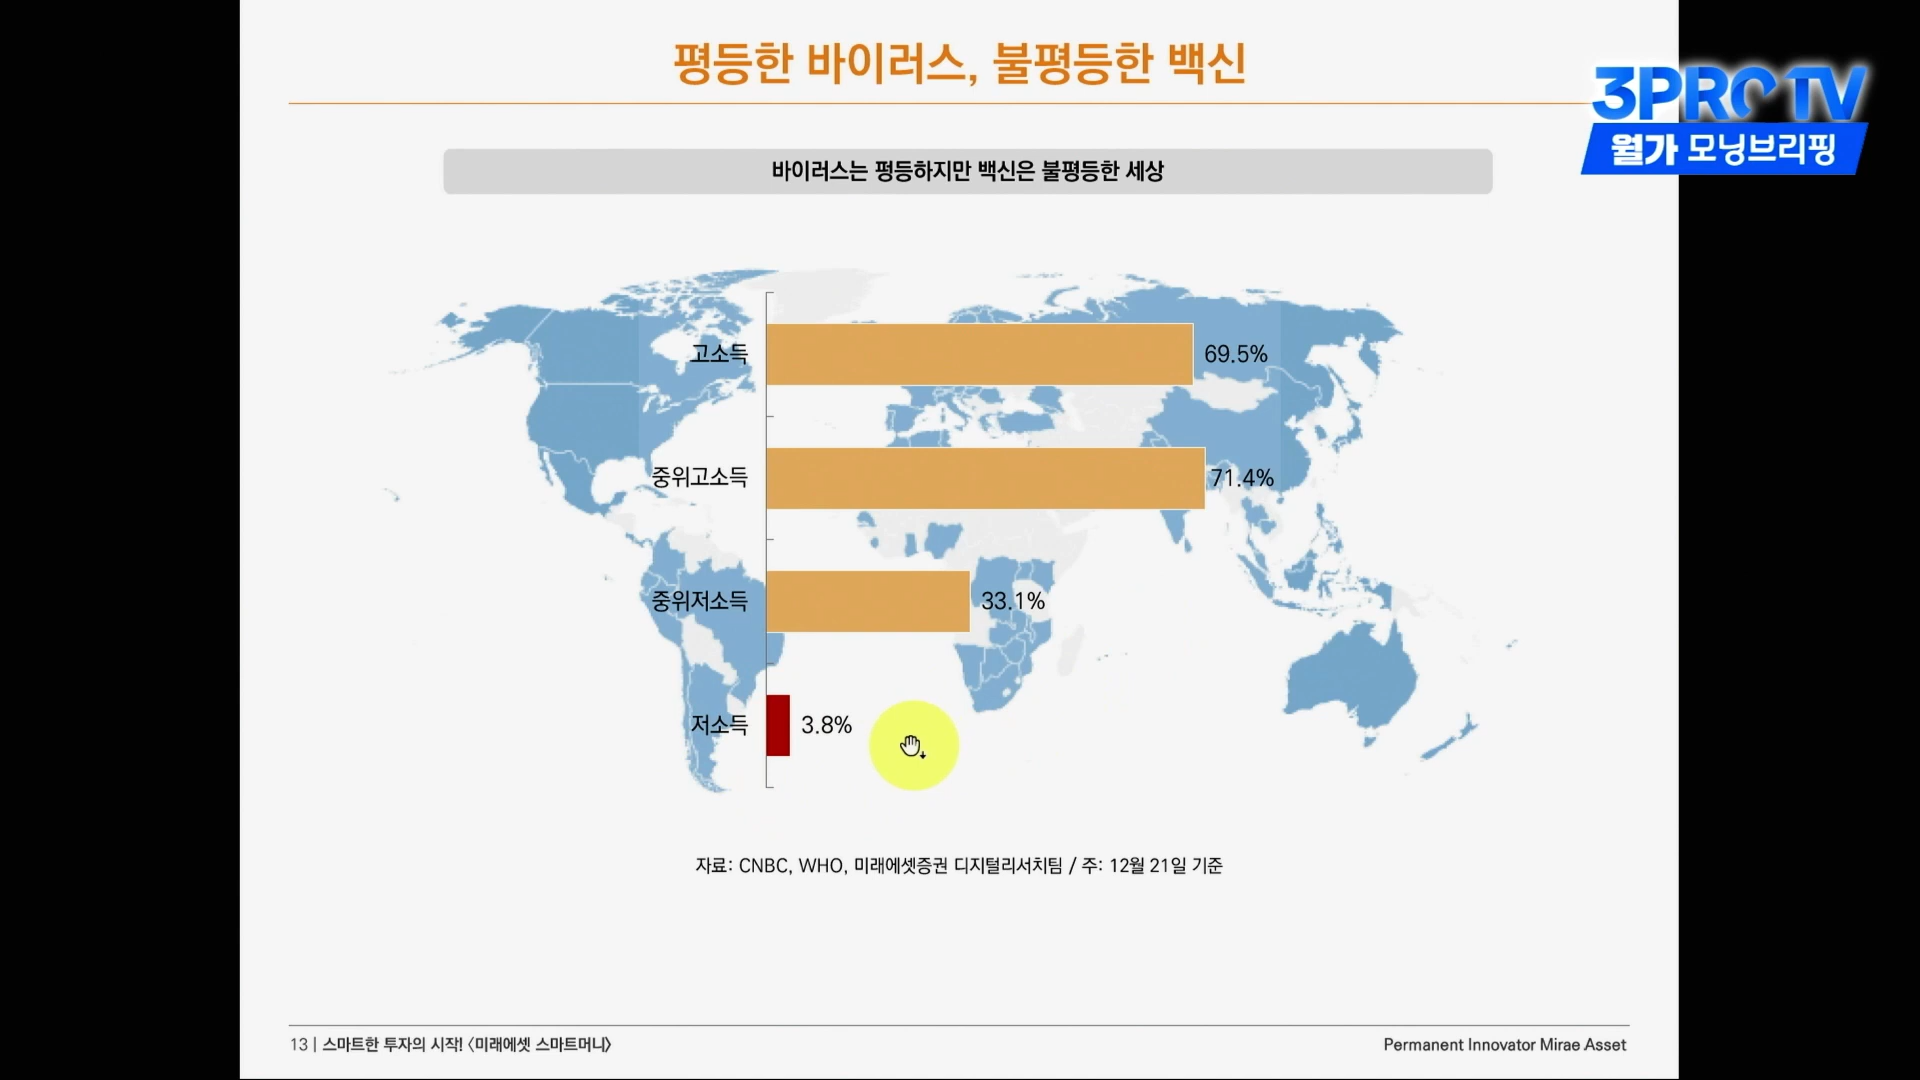 평등한 바이러스, 불평등한 백신
3PRO TV
월가 모닝브리핑
바이러스는 평등하지만 백신은 불평등한 세상
고소득 69.5%
중위고소득 71.4%
중위저소득 33.1%
저소득 3.8%
자료: CNBC, WHO, 미래에셋증권 디지털리서치팀 / 주: 12월 21일 기준
13 | 스마트한 투자의 시작! <미래에셋 스마트머니>
Permanent Innovator Mirae Asset